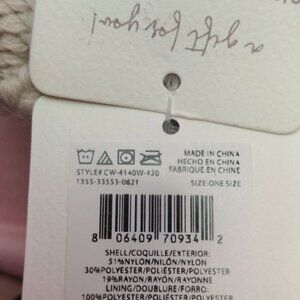 a gift for you!
MADE IN CHINA
HECHO EN CHINA
FABRIQUE EN CHINE
STYLE# CW-4140W-420
1355-33553-0621
SIZE: ONE SIZE
8 06409 70934 2
SHELL/COQUILLE/EXTERIOR:
51%NYLON/NILÓN/NYLON
30%POLYESTER/POLIÉSTER/POLYESTER
19%RAYON/RAYÓN/RAYONNE
LINING/DOUBLURE/FORRO:
100%POLYESTER/POLIÉSTER/POLYESTER